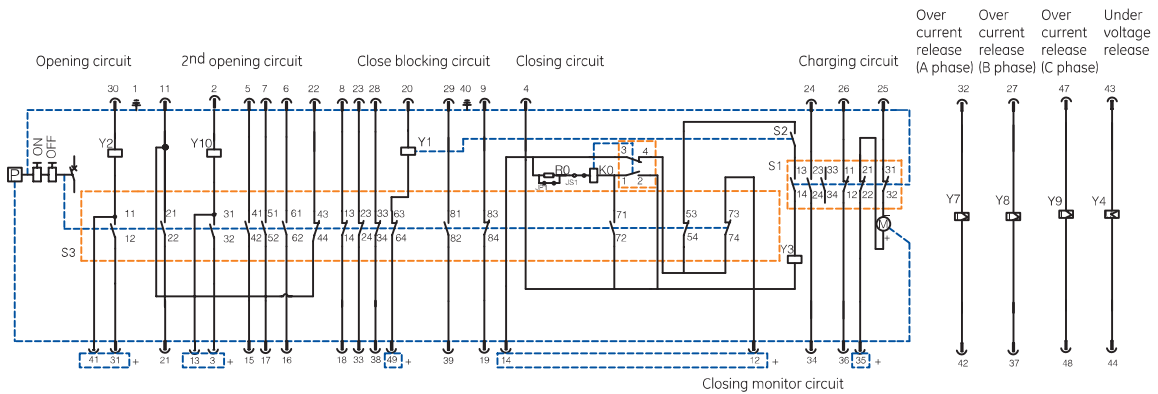 Over current release (A phase)
Over current release (B phase)
Over current release (C phase)
Under voltage release
Opening circuit
2nd opening circuit
Close blocking circuit
Closing circuit
Charging circuit
30 1 11 2 5 7 6 22 8 23 28 20 29 40 9 4 24 26 25 32 27 47 43
ON
OFF
P
Y2
Y10
Y1
S2
3 4
R0
K0
JS1
1 2
S1
13 23 33 11 21 31
14 24 34 12 22 32
M
+
Y7
Y8
Y9
Y4
11 21 31 41 51 61 43 13 23 33 63 81 83 71 53 73
12 22 32 42 52 62 44 14 24 34 64 82 84 72 54 74
S3
Y3
41 31 + 21 13 3 + 15 17 16 18 33 38 49 + 39 19 14 12 + 34 36 35 + 42 37 48 44
Closing monitor circuit